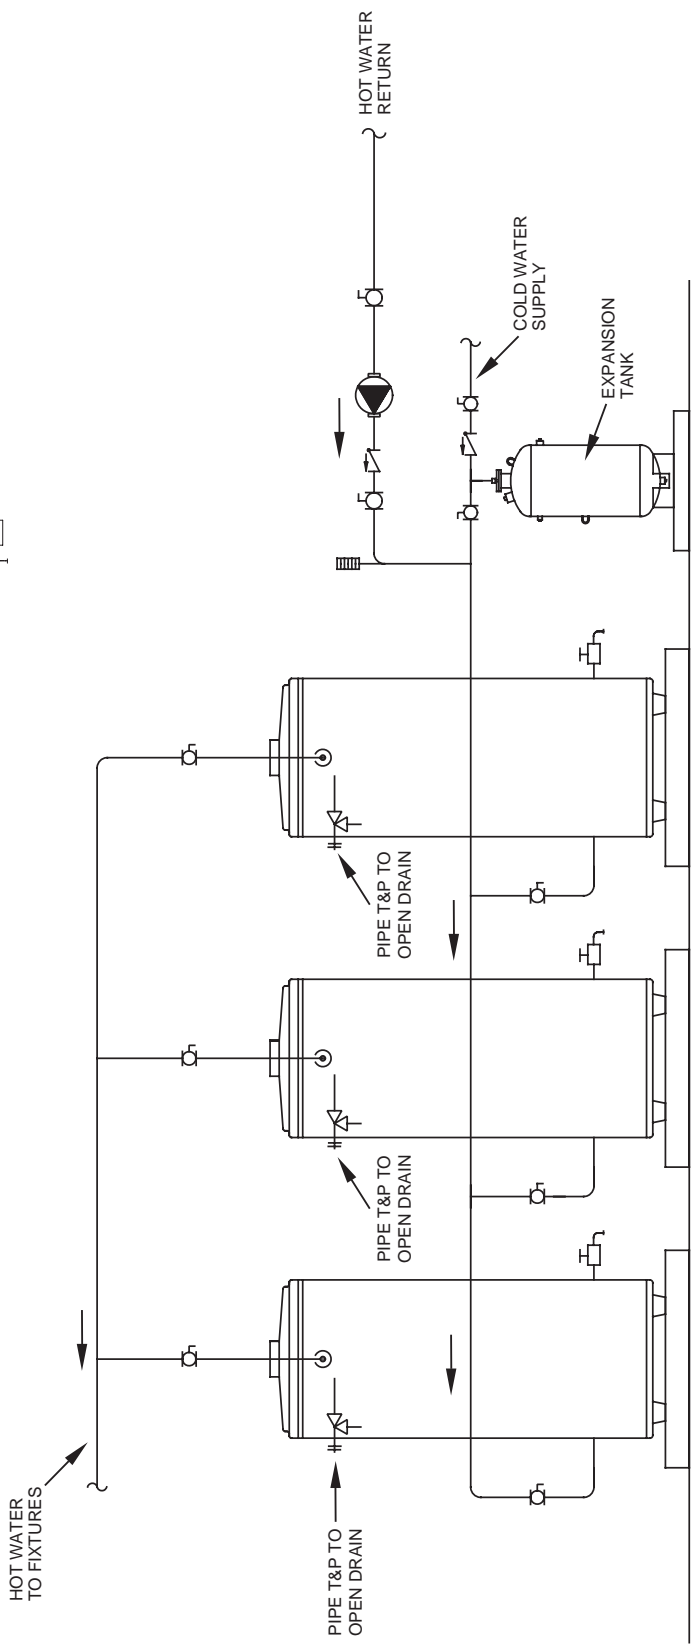 HOT WATER
TO FIXTURES
PIPE T&P TO
OPEN DRAIN
PIPE T&P TO
OPEN DRAIN
PIPE T&P TO
OPEN DRAIN
HOT WATER
RETURN
COLD WATER
SUPPLY
EXPANSION
TANK